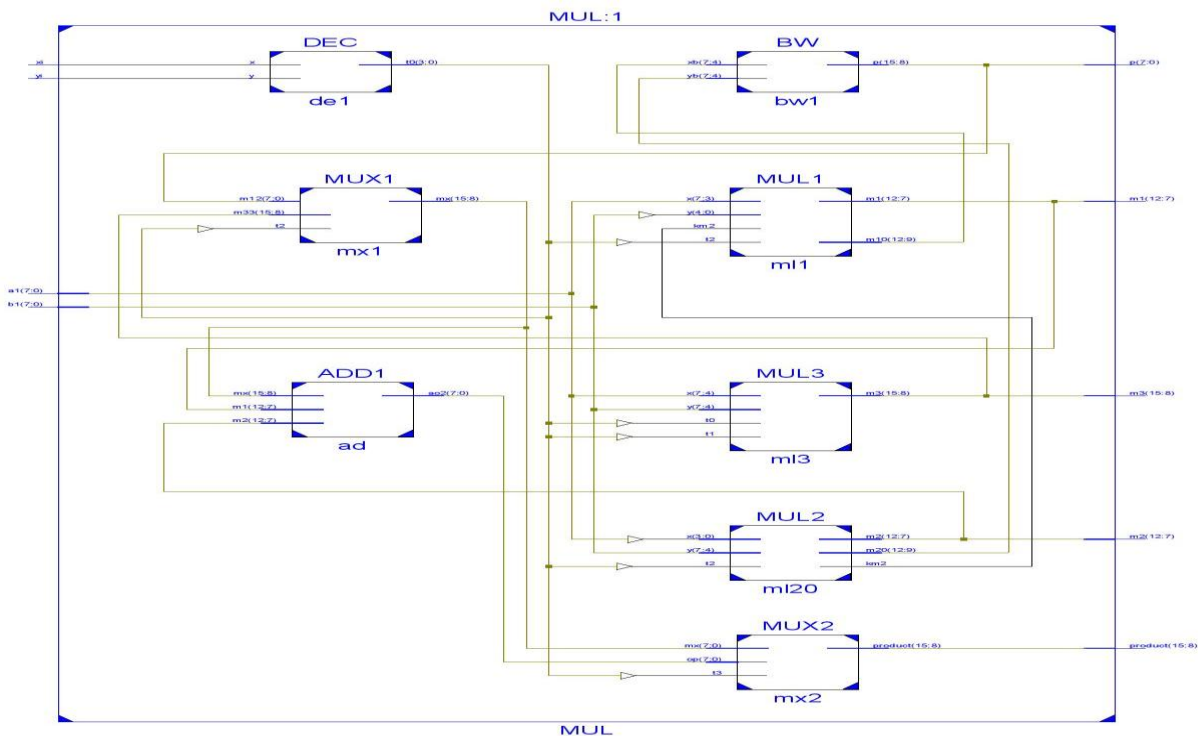 MUL:1
DEC
xi
yi
x
y
t0(3:0)
de1
BW
xb(7:4)
yb(7:4)
p(15:8)
p(7:0)
bw1
MUX1
m12(7:0)
m33(15:8)
t2
mx(15:8)
mx1
MUL1
x(7:3)
y(4:0)
km2
t2
m1(12:7)
m10(12:9)
m1(12:7)
ml1
a1(7:0)
b1(7:0)
ADD1
mx(15:8)
m1(12:7)
m2(12:7)
ao2(7:0)
ad
MUL3
x(7:4)
y(7:4)
t0
t1
m3(15:8)
m3(15:8)
ml3
MUL2
x(3:0)
y(7:4)
t2
m2(12:7)
m20(12:9)
km2
m2(12:7)
ml20
MUX2
mx(7:0)
op(7:0)
t3
product(15:8)
product(15:8)
mx2
MUL